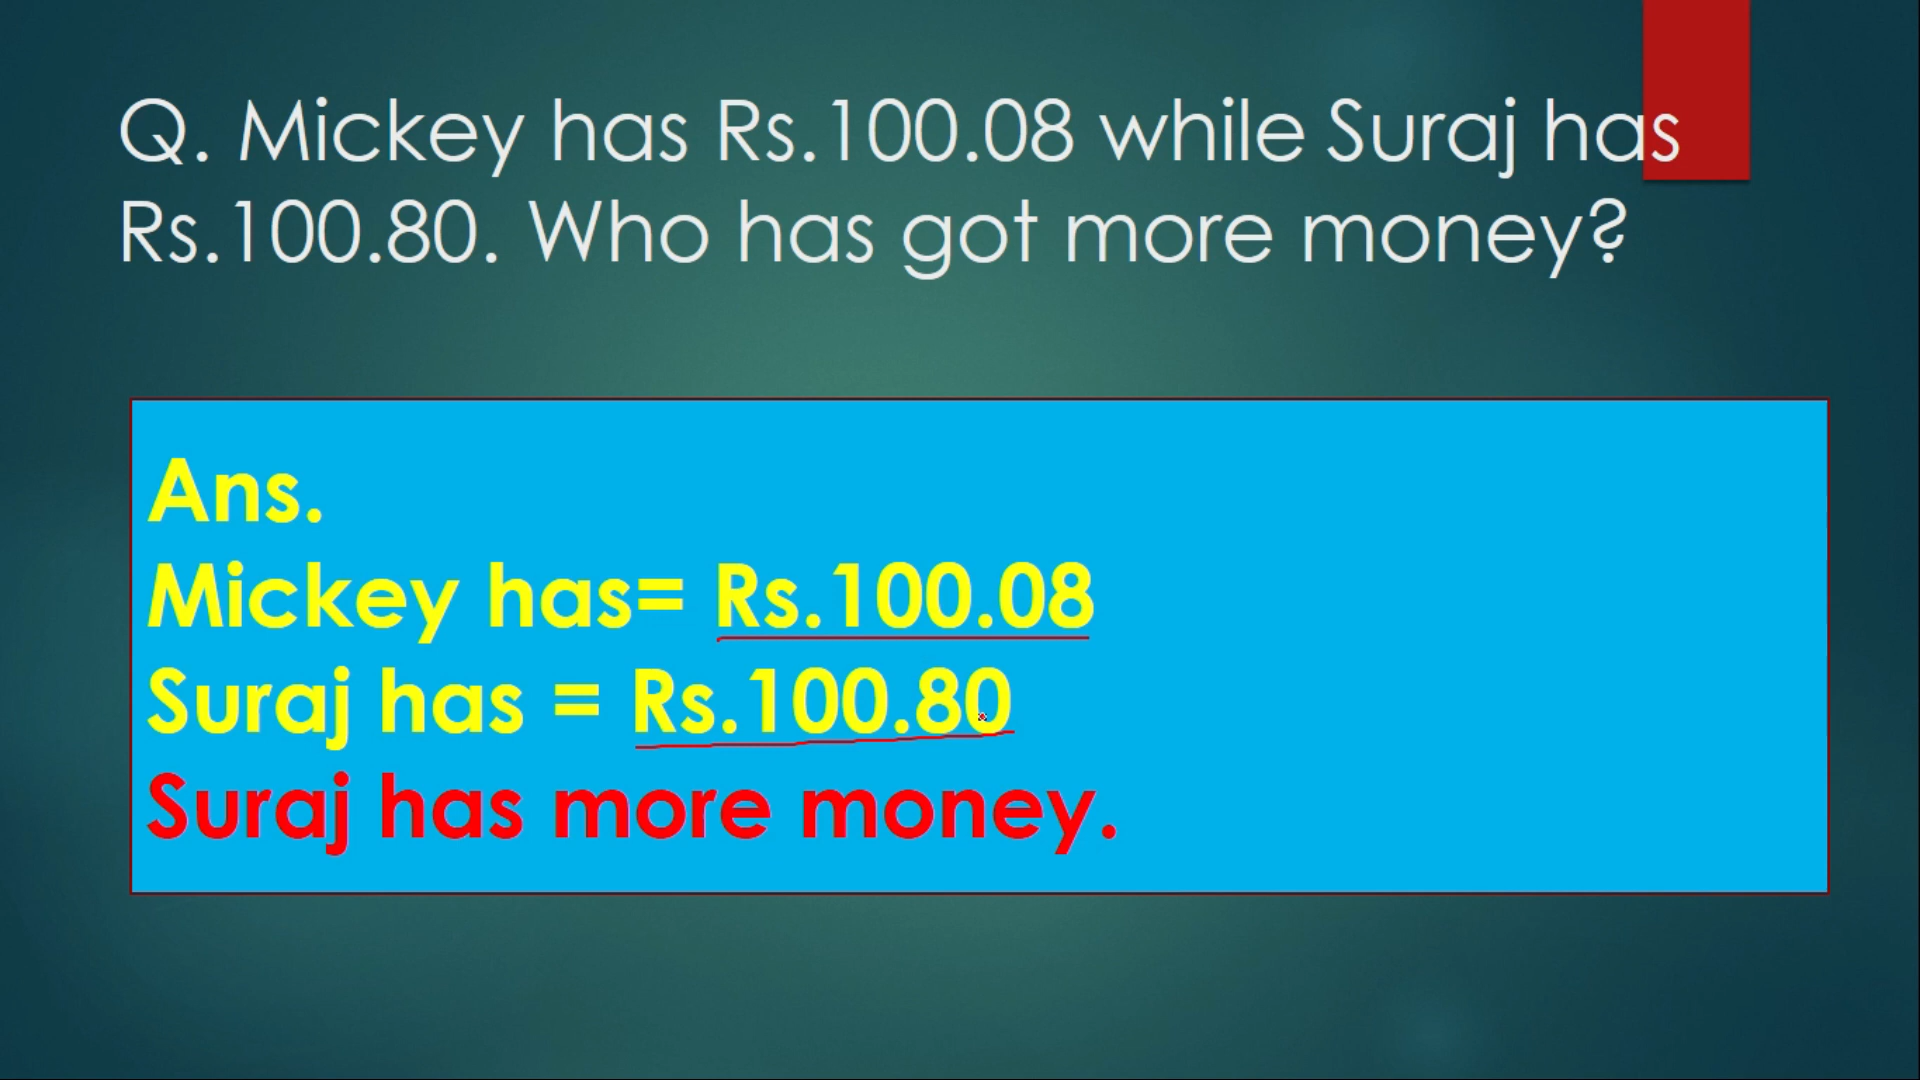 Q. Mickey has Rs.100.08 while Suraj has
Rs.100.80. Who has got more money?
Ans.
Mickey has= Rs.100.08
Suraj has = Rs.100.80
Suraj has more money.